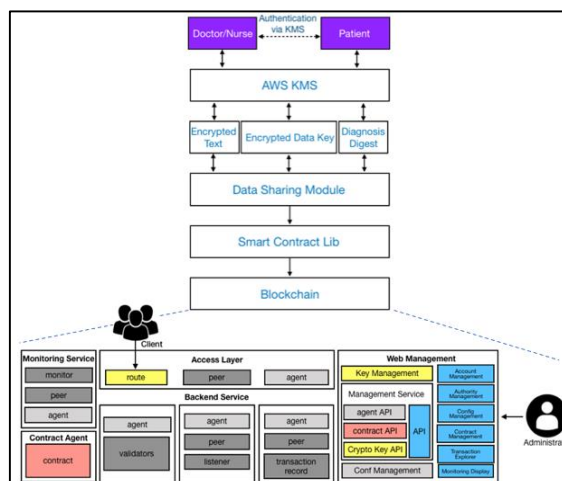 Authentication
via KMS
Doctor/Nurse
Patient
AWS KMS
Encrypted
Text
Encrypted Data Key
Diagnosis
Digest
Data Sharing Module
Smart Contract Lib
Blockchain
Client
Monitoring Service
monitor
peer
agent
Contract Agent
contract
Access Layer
route
peer
agent
Backend Service
agent
validators
agent
peer
listener
agent
peer
transaction
record
Web Management
Key Management
Management Service
agent API
contract API
Crypto Key API
API
Conf Management
Account
Management
Authority
Management
Config
Management
Contract
Management
Transaction
Explorer
Monitoring Display
Administra